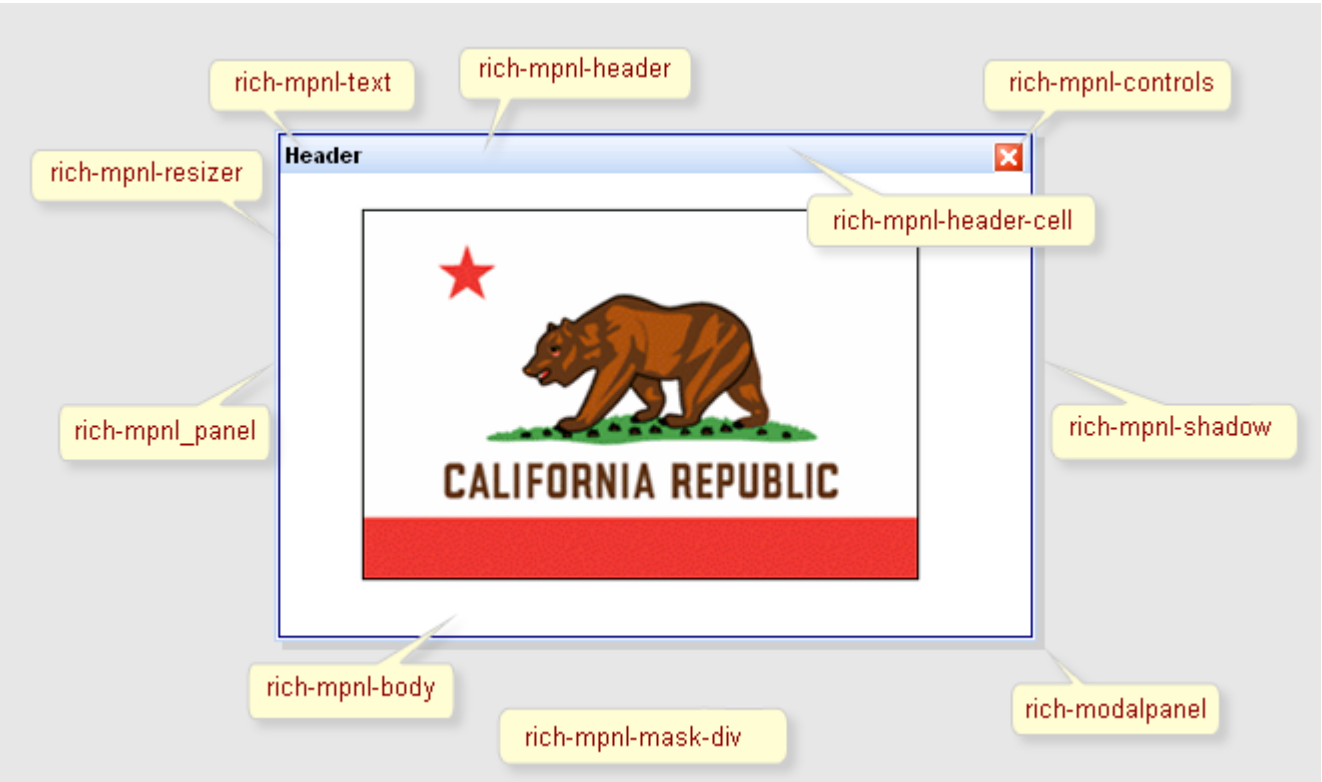 rich-mpnl-text
rich-mpnl-header
rich-mpnl-controls
Header
rich-mpnl-resizer
rich-mpnl-header-cell
rich-mpnl_panel
rich-mpnl-shadow
CALIFORNIA REPUBLIC
rich-mpnl-body
rich-modalpanel
rich-mpnl-mask-div